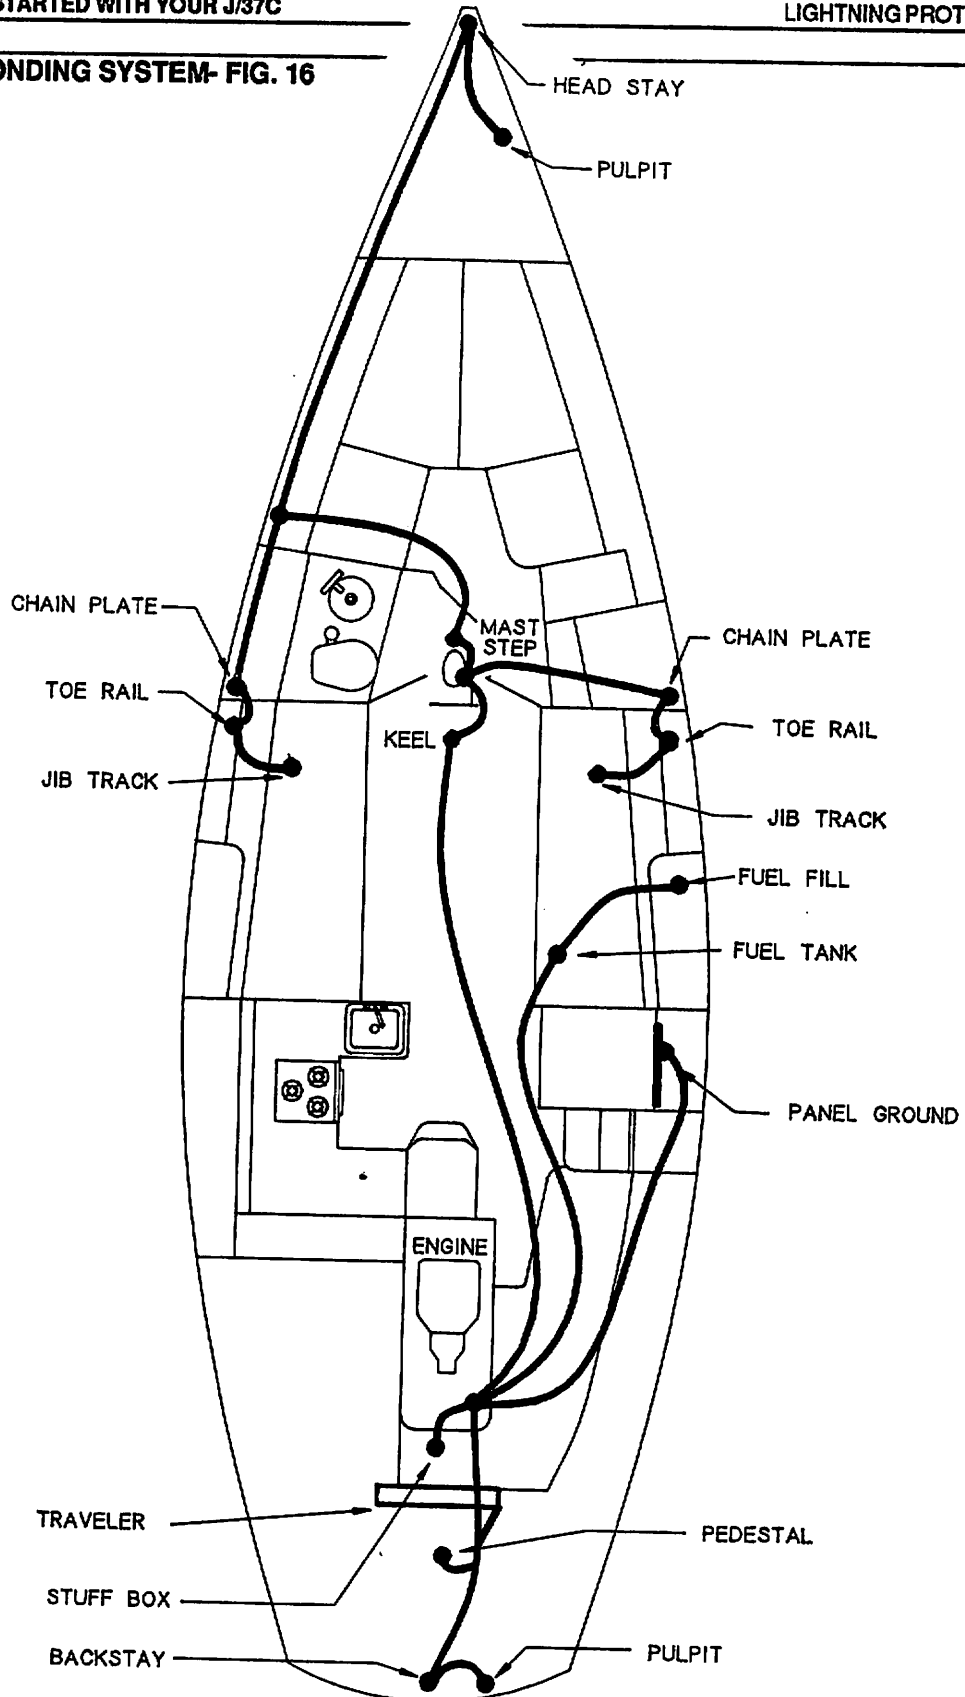 STARTED WITH YOUR J/37C
LIGHTNING PROT
ONDING SYSTEM- FIG. 16
HEAD STAY
PULPIT
CHAIN PLATE
MAST
STEP
CHAIN PLATE
TOE RAIL
KEEL
TOE RAIL
JIB TRACK
JIB TRACK
FUEL FILL
FUEL TANK
PANEL GROUND
ENGINE
TRAVELER
PEDESTAL
STUFF BOX
BACKSTAY
PULPIT